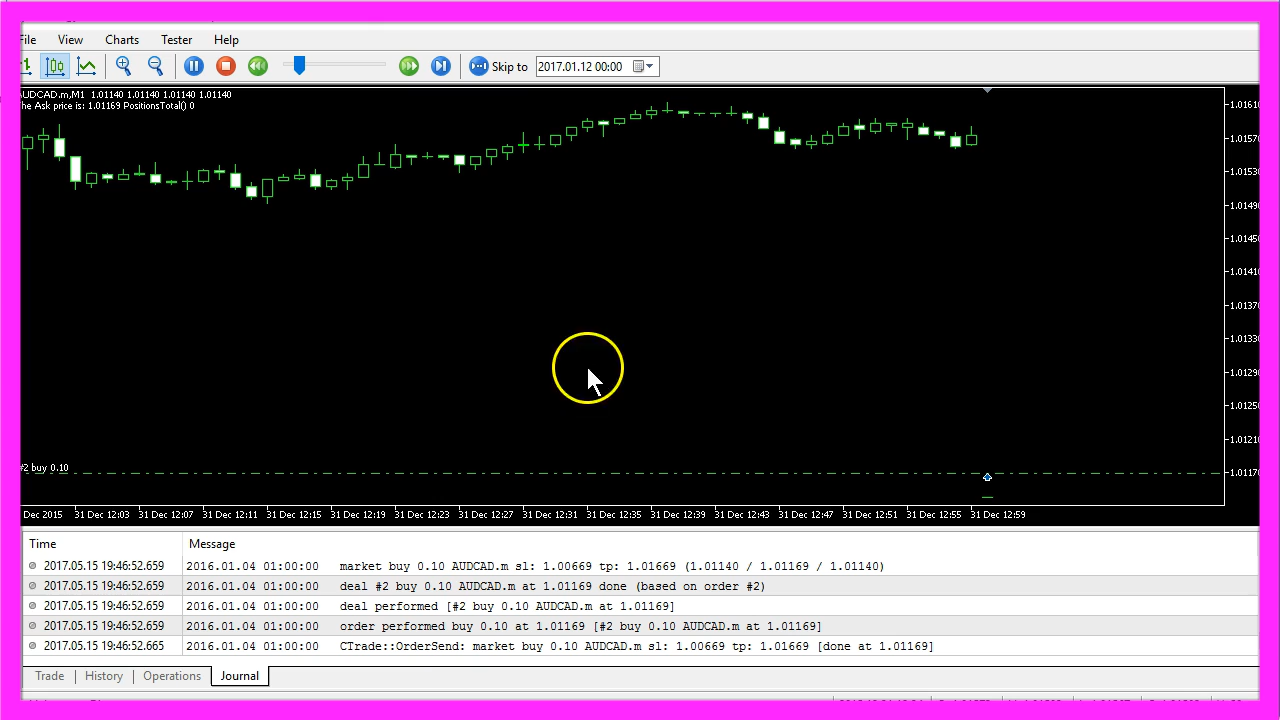 File View Charts Tester Help
Skip to 2017.01.12 00:00
AUDCAD.m,M1 1.01140 1.01140 1.01140 1.01140
The Ask price is: 1.01169 PositionsTotal() 0
1.01610
1.01570
1.01530
1.01490
1.01450
1.01410
1.01370
1.01330
1.01290
1.01250
1.01210
1.01170
#2 buy 0.10
Dec 2015 31 Dec 12:03 31 Dec 12:07 31 Dec 12:11 31 Dec 12:15 31 Dec 12:19 31 Dec 12:23 31 Dec 12:27 31 Dec 12:31 31 Dec 12:35 31 Dec 12:39 31 Dec 12:43 31 Dec 12:47 31 Dec 12:51 31 Dec 12:55 31 Dec 12:59
Time Message
2017.05.15 19:46:52.659 2016.01.04 01:00:00 market buy 0.10 AUDCAD.m sl: 1.00669 tp: 1.01669 (1.01140 / 1.01169 / 1.01140)
2017.05.15 19:46:52.659 2016.01.04 01:00:00 deal #2 buy 0.10 AUDCAD.m at 1.01169 done (based on order #2)
2017.05.15 19:46:52.659 2016.01.04 01:00:00 deal performed [#2 buy 0.10 AUDCAD.m at 1.01169]
2017.05.15 19:46:52.659 2016.01.04 01:00:00 order performed buy 0.10 at 1.01169 [#2 buy 0.10 AUDCAD.m at 1.01169]
2017.05.15 19:46:52.665 2016.01.04 01:00:00 CTrade::OrderSend: market buy 0.10 AUDCAD.m sl: 1.00669 tp: 1.01669 [done at 1.01169]
Trade History Operations Journal